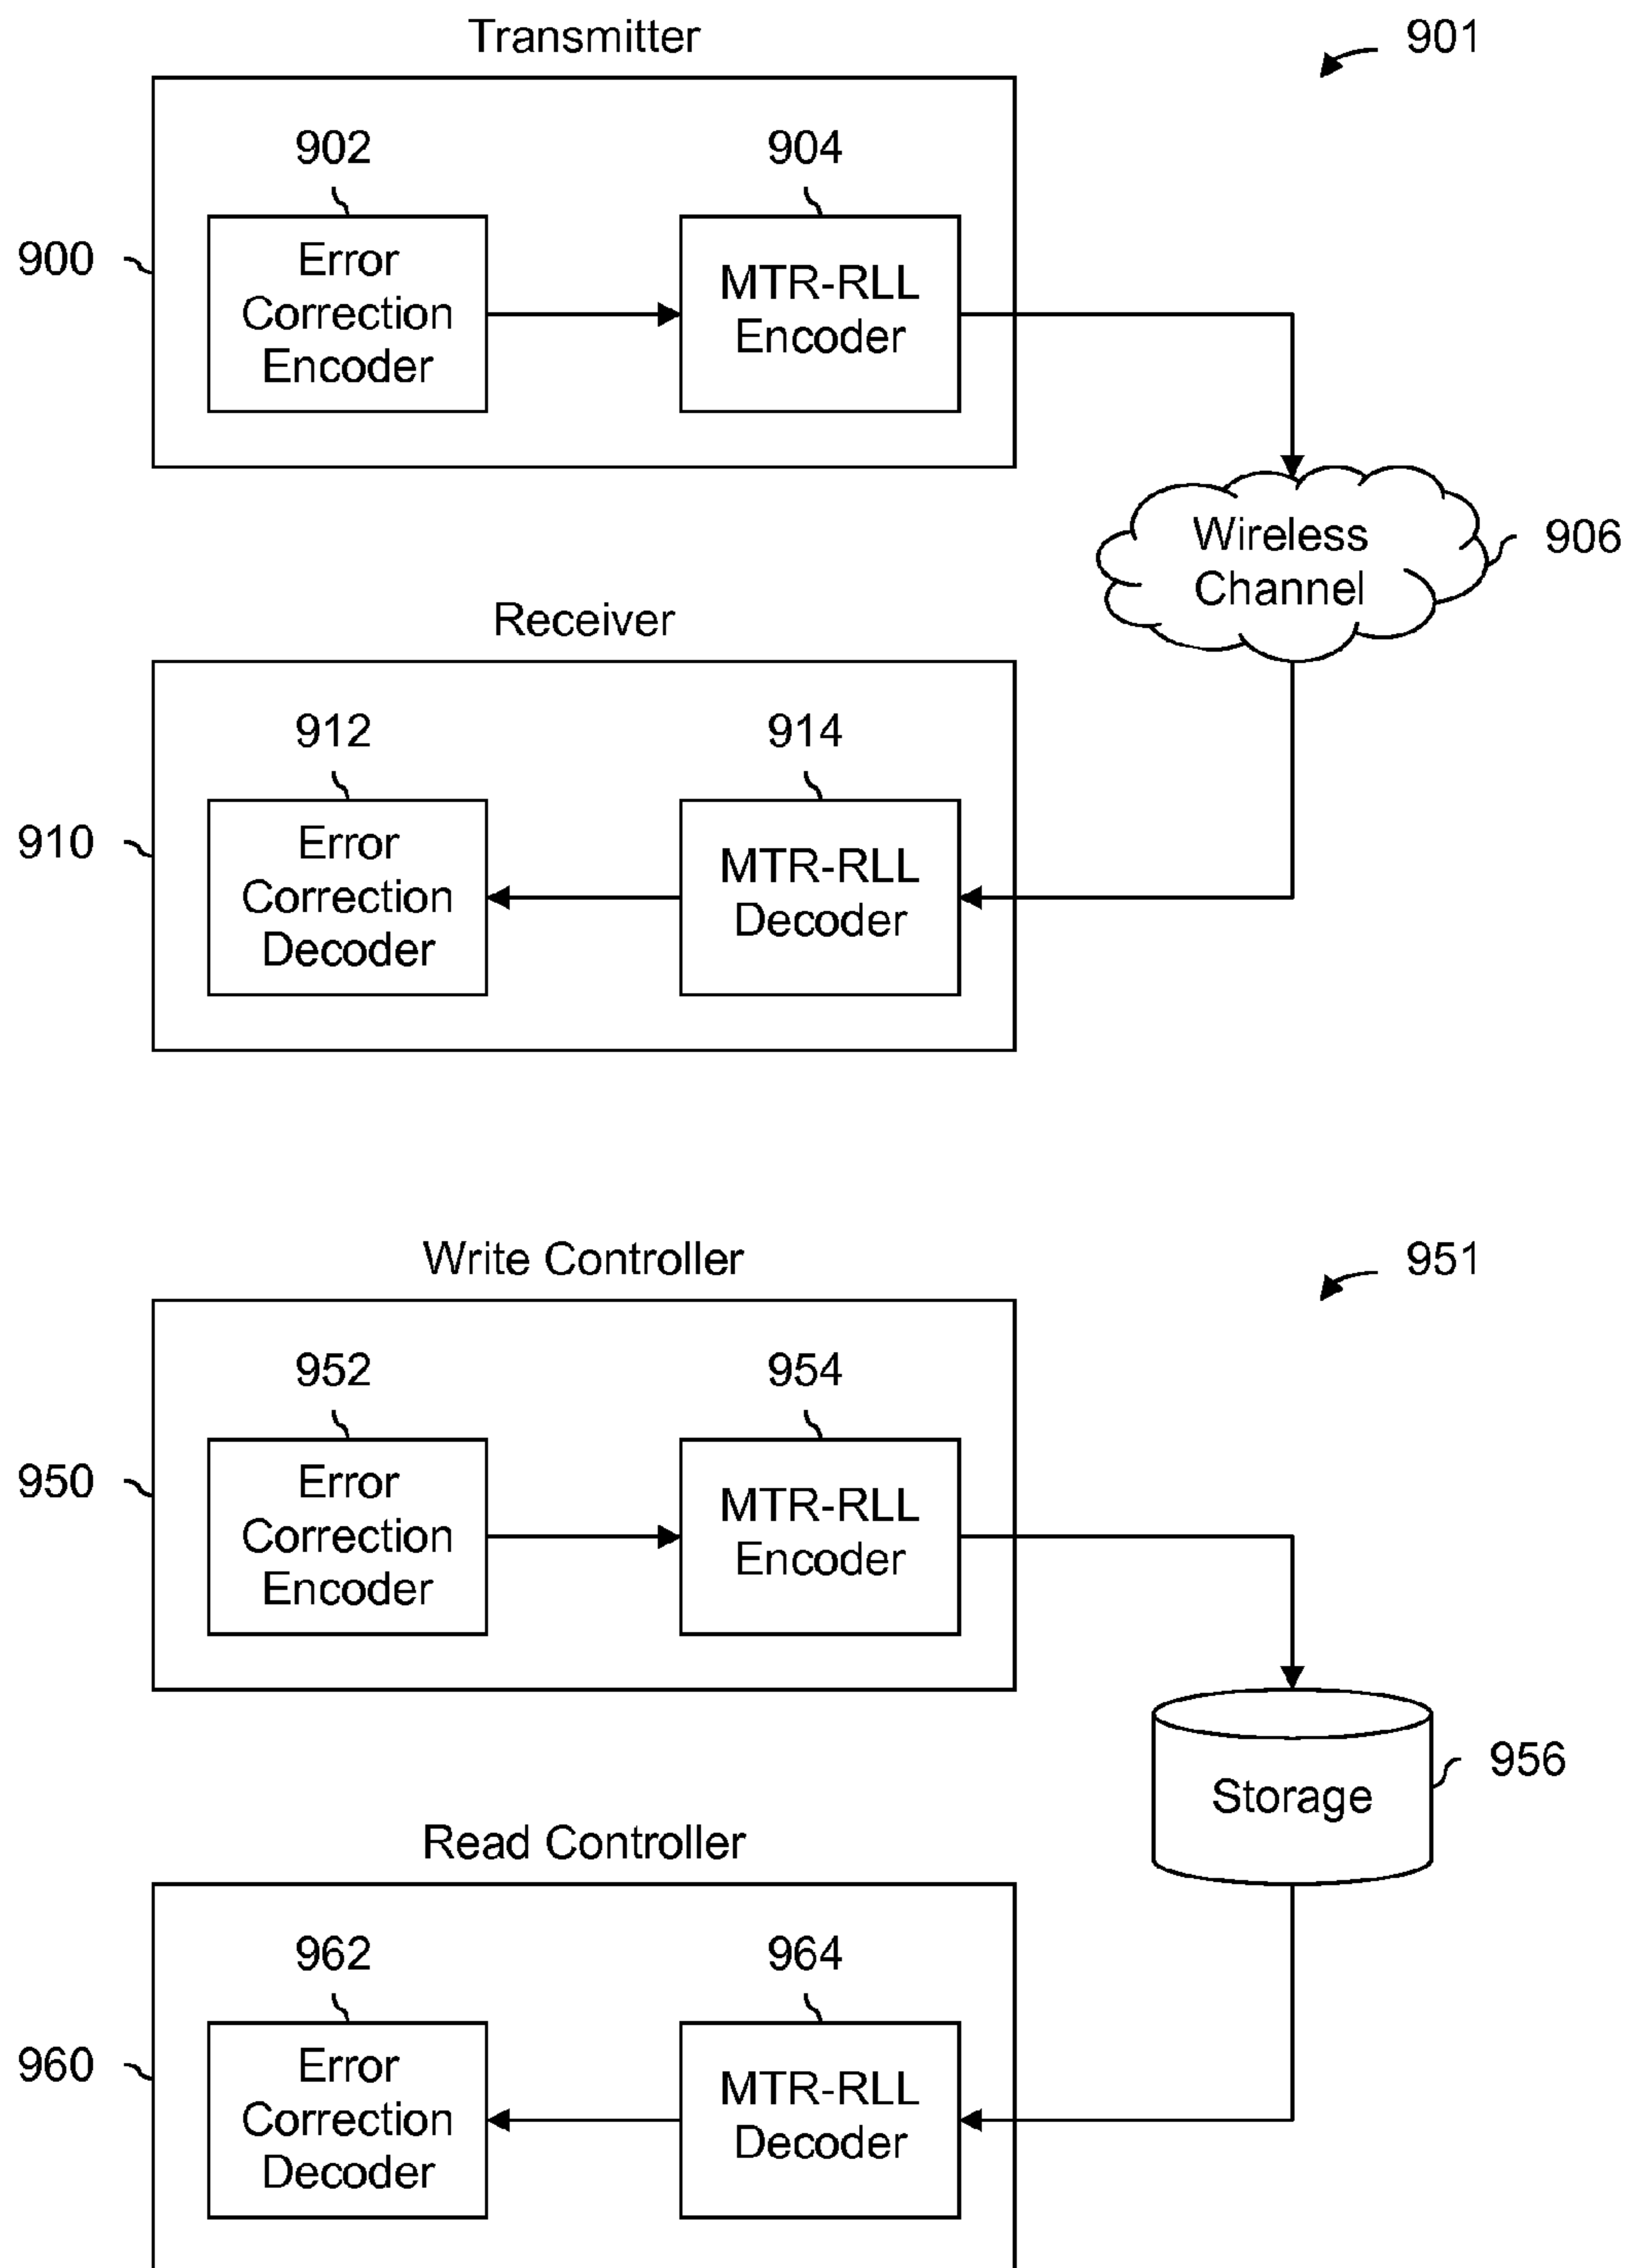 Transmitter
901
902
904
900
Error
Correction
Encoder
MTR-RLL
Encoder
Wireless
Channel
906
Receiver
912
914
910
Error
Correction
Decoder
MTR-RLL
Decoder
Write Controller
951
952
954
950
Error
Correction
Encoder
MTR-RLL
Encoder
Storage
956
Read Controller
962
964
960
Error
Correction
Decoder
MTR-RLL
Decoder